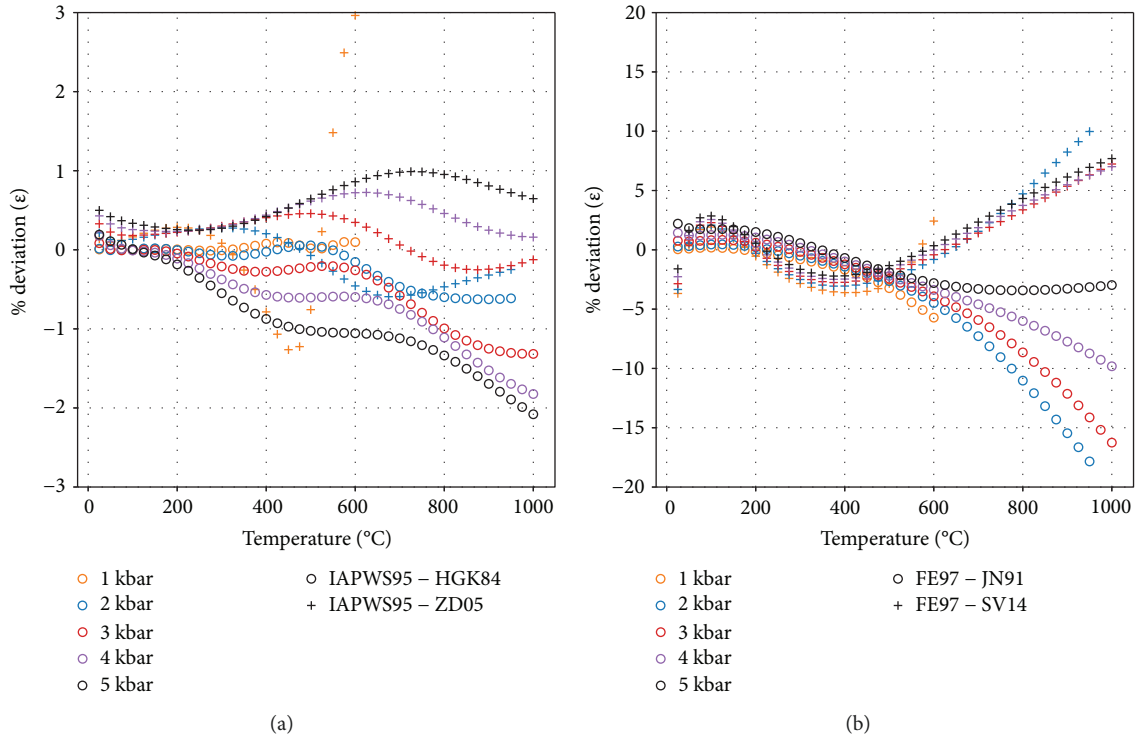 3
2
1
0
−1
−2
−3
% deviation (ε)
0 200 400 600 800 1000
Temperature (°C)
1 kbar
2 kbar
3 kbar
4 kbar
5 kbar
IAPWS95 − HGK84
IAPWS95 − ZD05
(a)
20
15
10
5
0
−5
−10
−15
−20
% deviation (ε)
0 200 400 600 800 1000
Temperature (°C)
1 kbar
2 kbar
3 kbar
4 kbar
5 kbar
FE97 − JN91
FE97 − SV14
(b)